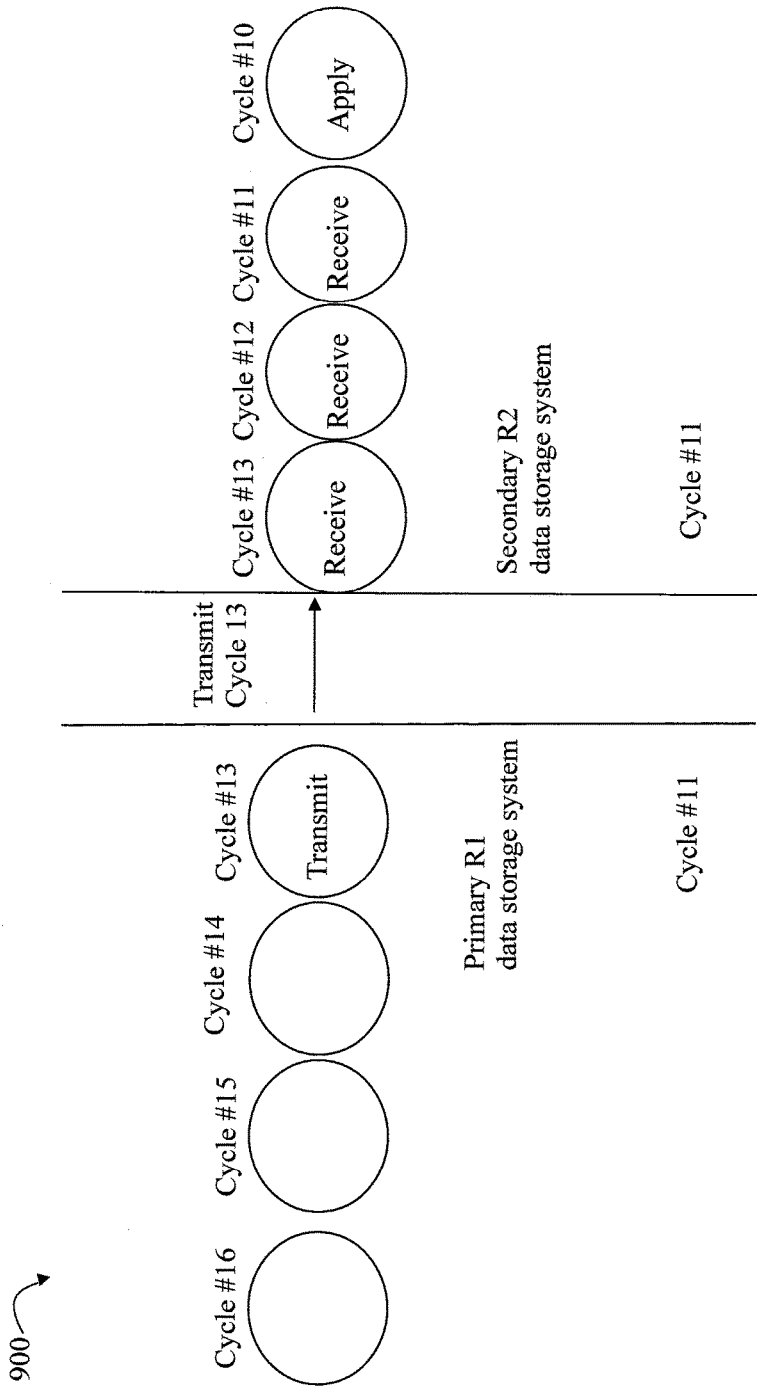 900
Transmit
Cycle 13
Cycle #16
Cycle #15
Cycle #14
Cycle #13
Cycle #13
Cycle #12
Cycle #11
Cycle #10
Transmit
Receive
Receive
Receive
Apply
Primary R1
data storage system
Secondary R2
data storage system
Cycle #11
Cycle #11